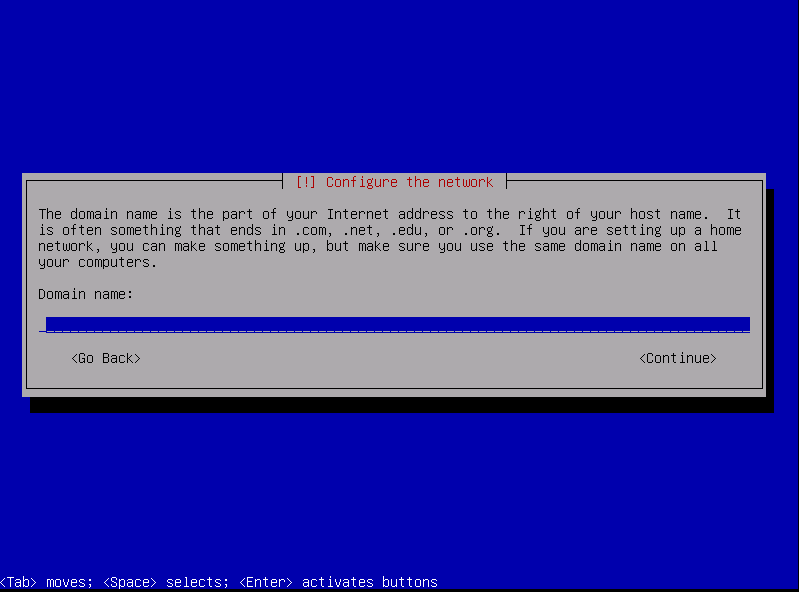 [!] Configure the network
The domain name is the part of your Internet address to the right of your host name.  It
is often something that ends in .com, .net, .edu, or .org.  If you are setting up a home
network, you can make something up, but make sure you use the same domain name on all
your computers.
Domain name:
<Go Back> <Continue>
<Tab> moves; <Space> selects; <Enter> activates buttons